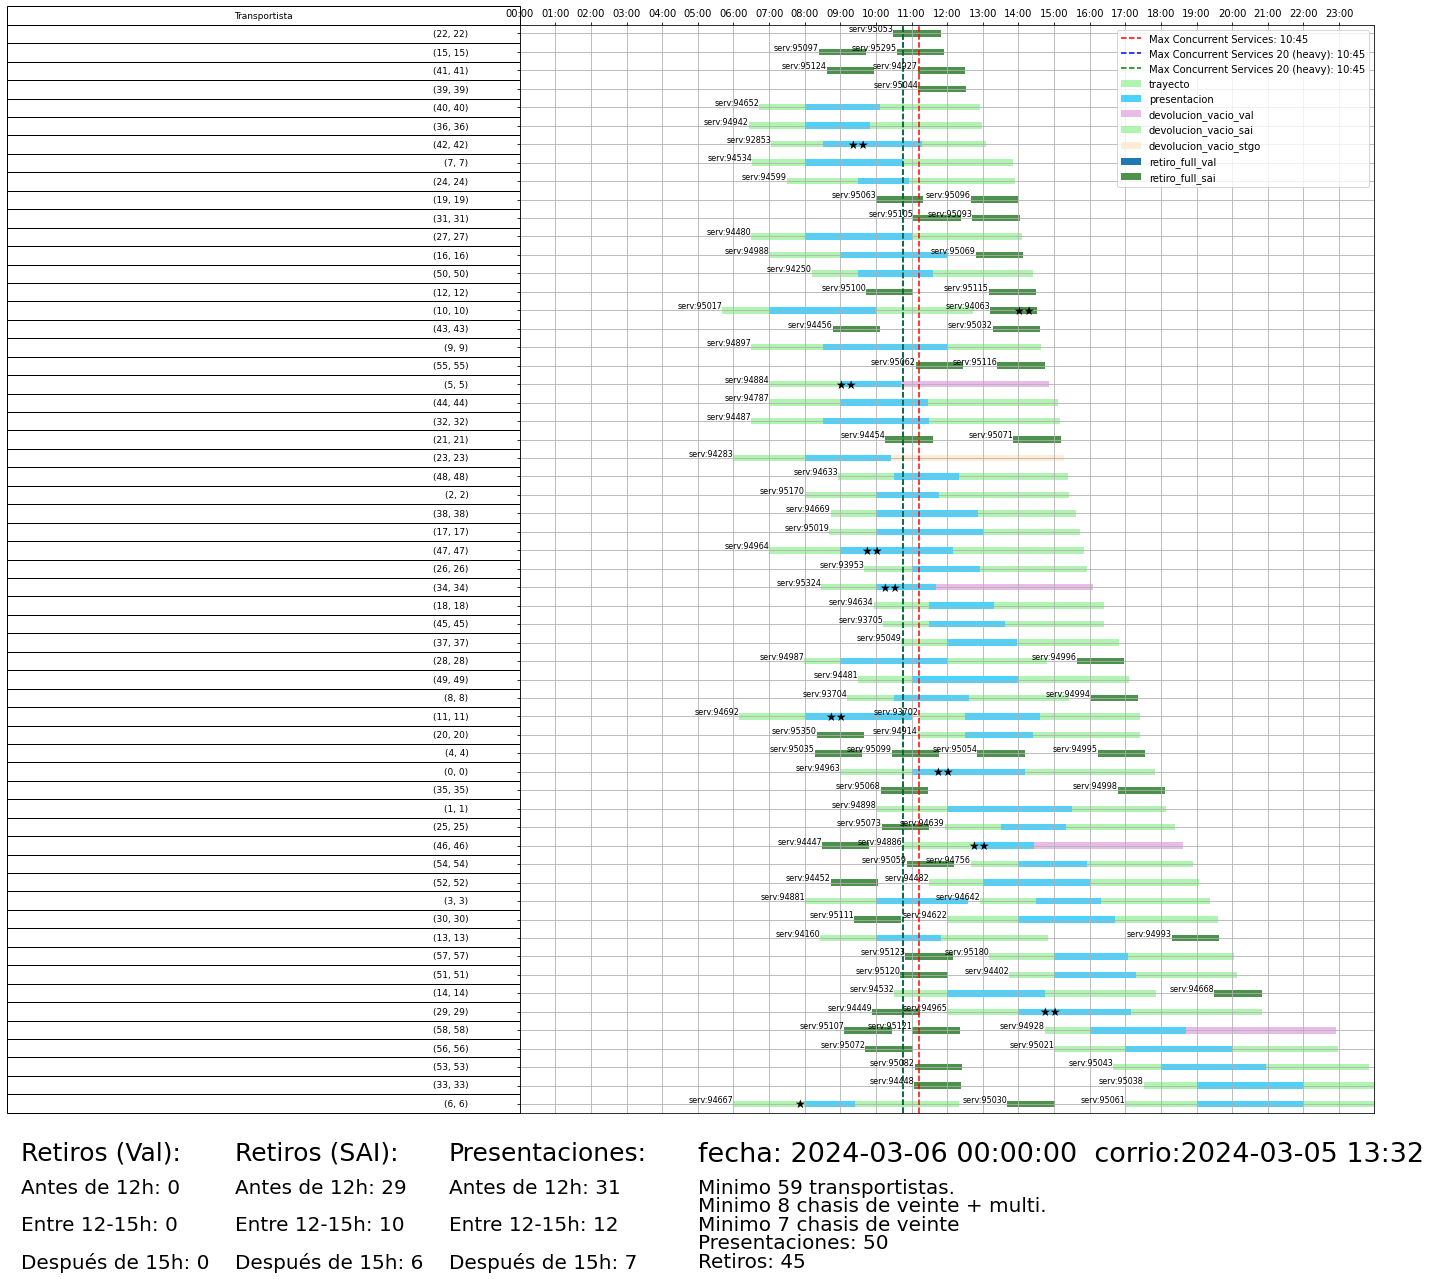 Transportista
00:00 01:00 02:00 03:00 04:00 05:00 06:00 07:00 08:00 09:00 10:00 11:00 12:00 13:00 14:00 15:00 16:00 17:00 18:00 19:00 20:00 21:00 22:00 23:00
Max Concurrent Services: 10:45
Max Concurrent Services 20 (heavy): 10:45
Max Concurrent Services 20 (heavy): 10:45
trayecto
presentacion
devolucion_vacio_val
devolucion_vacio_sai
devolucion_vacio_stgo
retiro_full_val
retiro_full_sai
(22, 22) serv:95053
(15, 15) serv:95097 serv:95295
(41, 41) serv:95124 serv:94927
(39, 39) serv:95044
(40, 40) serv:94652
(36, 36) serv:94942
(42, 42) serv:92853
(7, 7) serv:94534
(24, 24) serv:94599
(19, 19) serv:95063 serv:95096
(31, 31) serv:95105 serv:95093
(27, 27) serv:94480
(16, 16) serv:94988 serv:95069
(50, 50) serv:94250
(12, 12) serv:95100 serv:95115
(10, 10) serv:95017 serv:94063
(43, 43) serv:94456 serv:95032
(9, 9) serv:94897
(55, 55) serv:95062 serv:95116
(5, 5) serv:94884
(44, 44) serv:94787
(32, 32) serv:94487
(21, 21) serv:94454 serv:95071
(23, 23) serv:94283
(48, 48) serv:94633
(2, 2) serv:95170
(38, 38) serv:94669
(17, 17) serv:95019
(47, 47) serv:94964
(26, 26) serv:93953
(34, 34) serv:95324
(18, 18) serv:94634
(45, 45) serv:93705
(37, 37) serv:95049
(28, 28) serv:94987 serv:94996
(49, 49) serv:94481
(8, 8) serv:93704 serv:94994
(11, 11) serv:94692 serv:93702
(20, 20) serv:95350 serv:94914
(4, 4) serv:95035 serv:95099 serv:95054 serv:94995
(0, 0) serv:94963
(35, 35) serv:95068 serv:94998
(1, 1) serv:94898
(25, 25) serv:95073 serv:94639
(46, 46) serv:94447 serv:94886
(54, 54) serv:95059 serv:94756
(52, 52) serv:94452 serv:94482
(3, 3) serv:94881 serv:94642
(30, 30) serv:95111 serv:94622
(13, 13) serv:94160 serv:94993
(57, 57) serv:95123 serv:95180
(51, 51) serv:95120 serv:94402
(14, 14) serv:94532 serv:94668
(29, 29) serv:94449 serv:94965
(58, 58) serv:95107 serv:95121 serv:94928
(56, 56) serv:95072 serv:95021
(53, 53) serv:95082 serv:95043
(33, 33) serv:94448 serv:95038
(6, 6) serv:94667 serv:95030 serv:95061
Retiros (Val):
Antes de 12h: 0
Entre 12-15h: 0
Después de 15h: 0
Retiros (SAI):
Antes de 12h: 29
Entre 12-15h: 10
Después de 15h: 6
Presentaciones:
Antes de 12h: 31
Entre 12-15h: 12
Después de 15h: 7
fecha: 2024-03-06 00:00:00 corrio:2024-03-05 13:32
Minimo 59 transportistas.
Minimo 8 chasis de veinte + multi.
Minimo 7 chasis de veinte
Presentaciones: 50
Retiros: 45